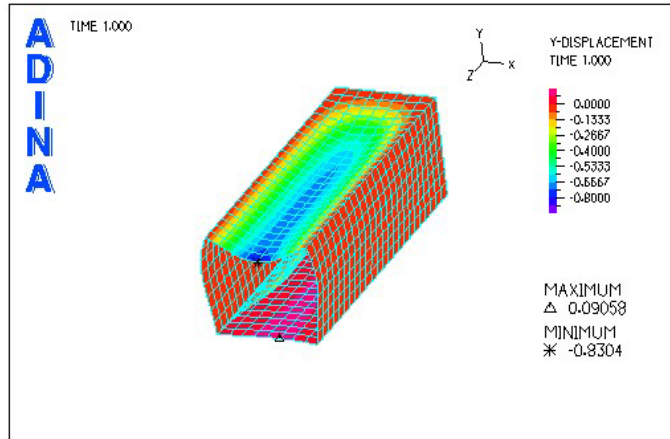 ADINA
TIME 1.000
Y
X
Z
Y-DISPLACEMENT
TIME 1.000
0.0000
-0.1333
-0.2667
-0.4000
-0.5333
-0.6667
-0.8000
MAXIMUM
Δ 0.09058
MINIMUM
* -0.8304